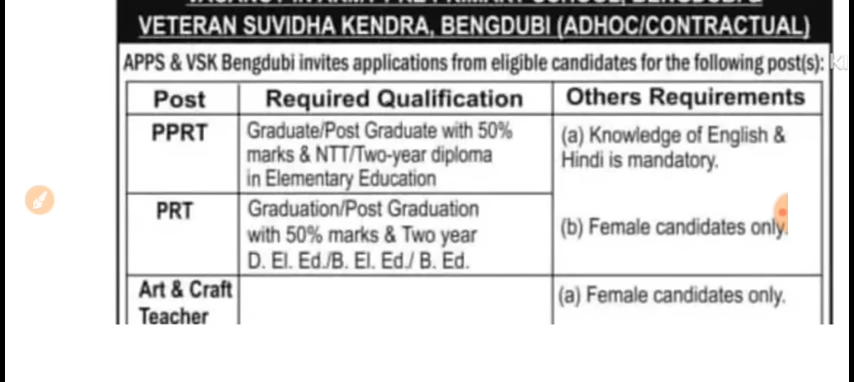 VETERAN SUVIDHA KENDRA, BENGDUBI (ADHOC/CONTRACTUAL)
APPS & VSK Bengdubi invites applications from eligible candidates for the following post(s):
Post Required Qualification Others Requirements
PPRT Graduate/Post Graduate with 50%
marks & NTT/Two-year diploma
in Elementary Education
(a) Knowledge of English &
Hindi is mandatory.
PRT Graduation/Post Graduation
with 50% marks & Two year
D. El. Ed./B. El. Ed./ B. Ed.
(b) Female candidates only.
Art & Craft
Teacher
(a) Female candidates only.